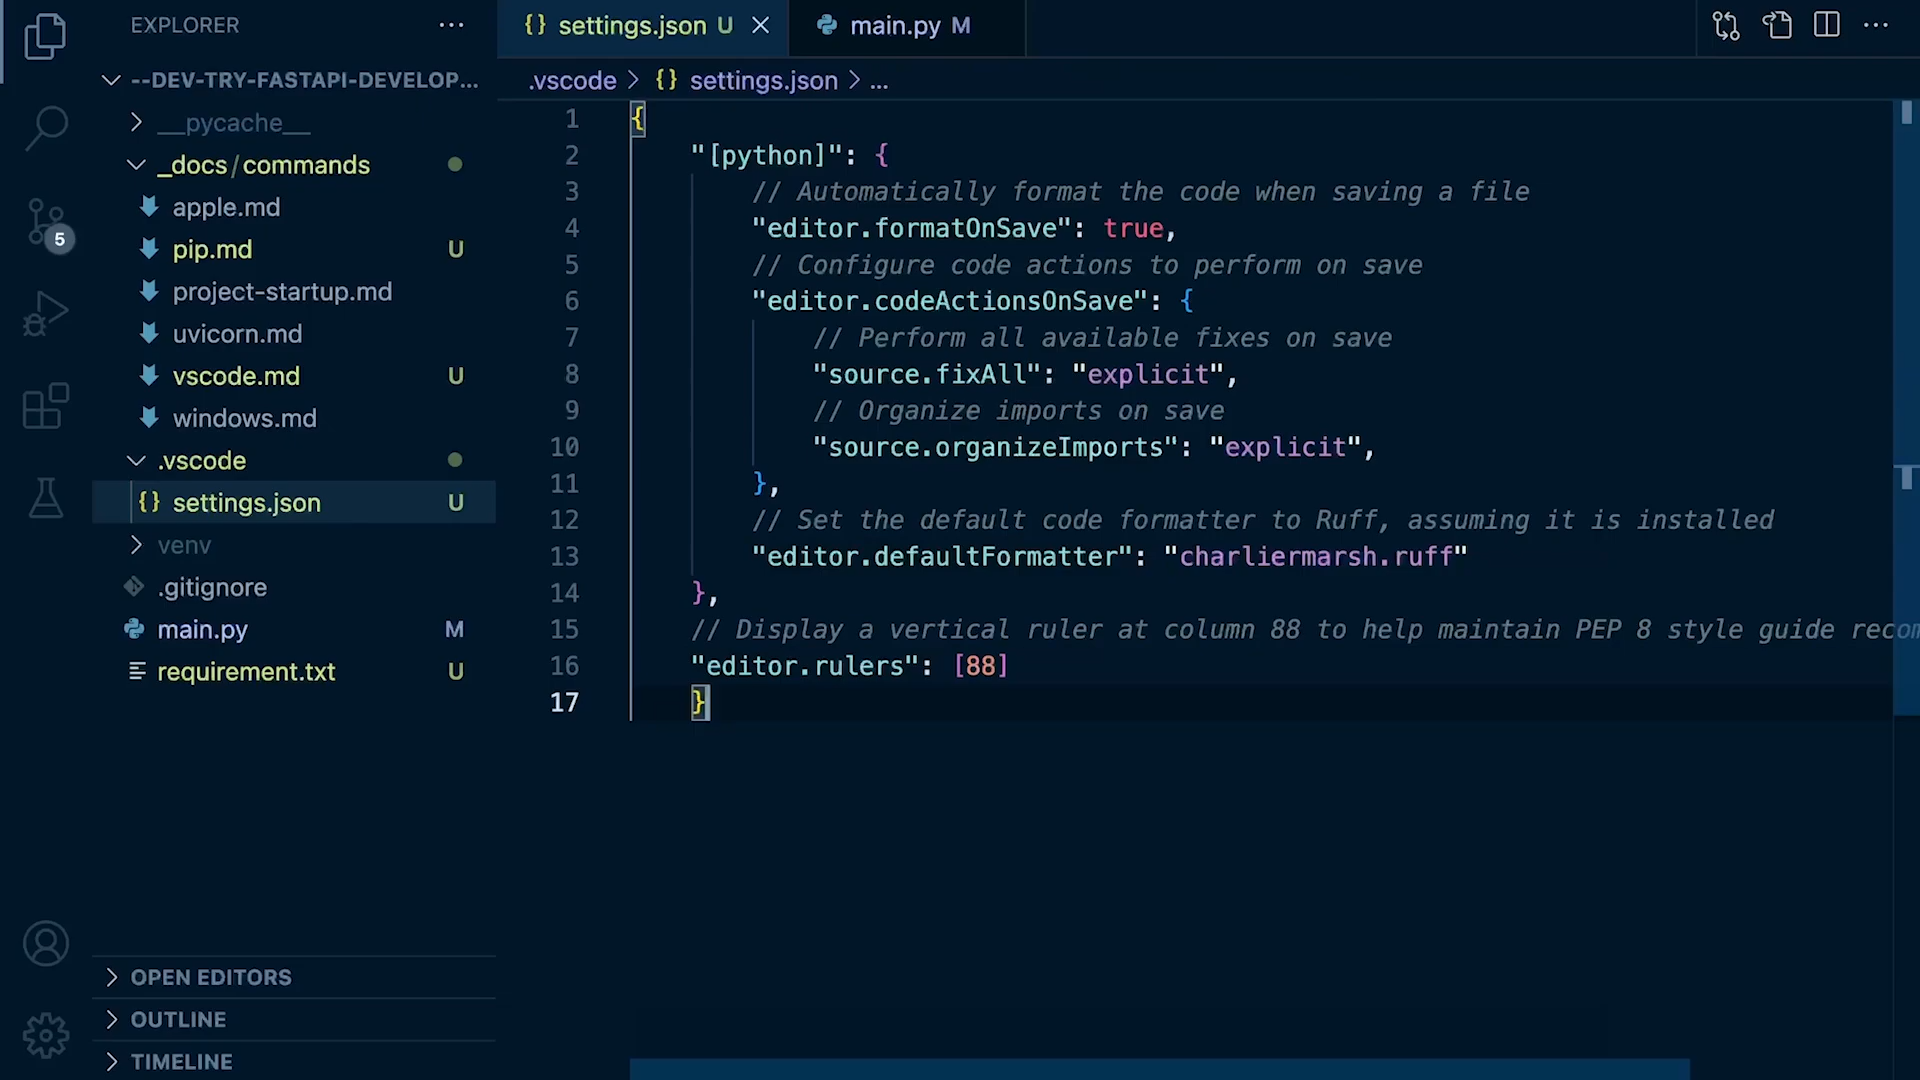 EXPLORER
--DEV-TRY-FASTAPI-DEVELOP...
__pycache__
_docs/commands
apple.md
pip.md U
project-startup.md
uvicorn.md
vscode.md U
windows.md
.vscode
settings.json U
venv
.gitignore
main.py M
requirement.txt U
OPEN EDITORS
OUTLINE
TIMELINE
5
{} settings.json U
main.py M
.vscode > {} settings.json > ...
1 {
2 "[python]": {
3 // Automatically format the code when saving a file
4 "editor.formatOnSave": true,
5 // Configure code actions to perform on save
6 "editor.codeActionsOnSave": {
7 // Perform all available fixes on save
8 "source.fixAll": "explicit",
9 // Organize imports on save
10 "source.organizeImports": "explicit",
11 },
12 // Set the default code formatter to Ruff, assuming it is installed
13 "editor.defaultFormatter": "charliermarsh.ruff"
14 },
15 // Display a vertical ruler at column 88 to help maintain PEP 8 style guide recom
16 "editor.rulers": [88]
17 }